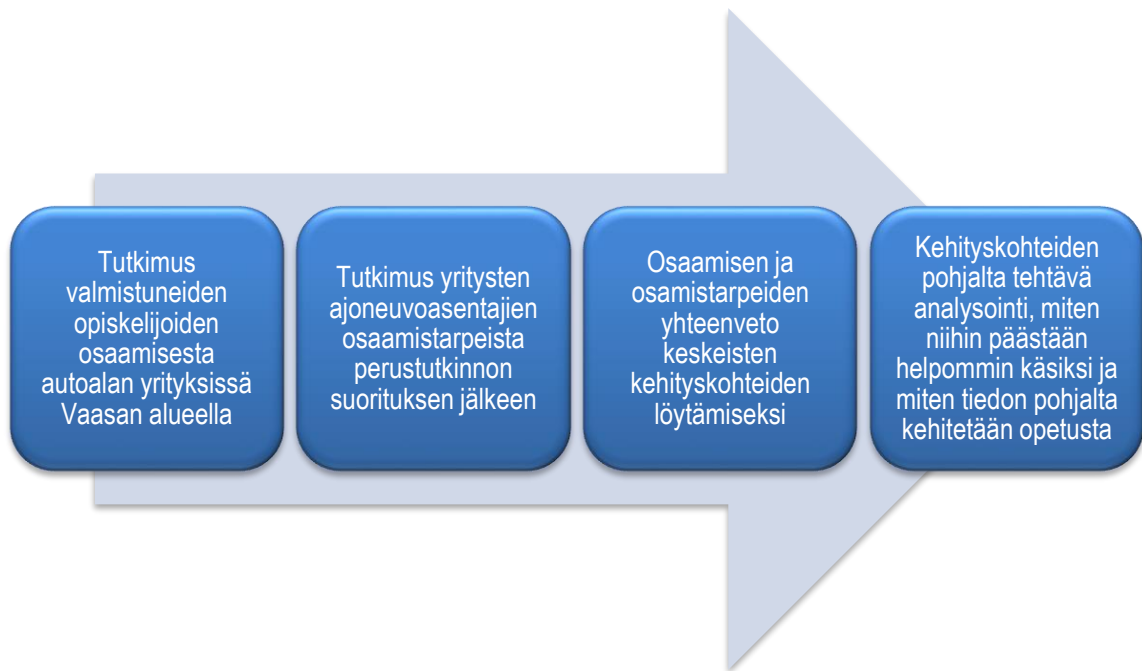 Tutkimus
valmistuneiden
opiskelijoiden
osaamisesta
autoalan yrityksissä
Vaasan alueella
Tutkimus yritysten
ajoneuvoasentajien
osaamistarpeista
perustutkinnon
suorituksen jälkeen
Osaamisen ja
osamistarpeiden
yhteenveto
keskeisten
kehityskohteiden
löytämiseksi
Kehityskohteiden
pohjalta tehtävä
analysointi, miten
niihin päästään
helpommin käsiksi ja
miten tiedon pohjalta
kehitetään opetusta